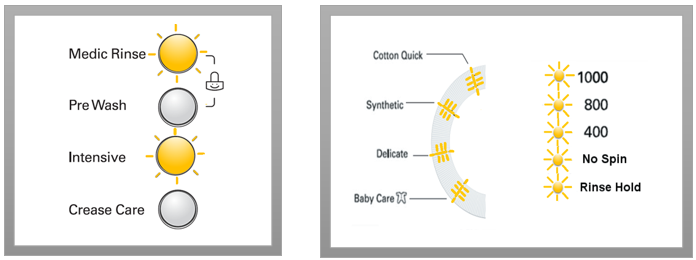 Medic Rinse
Pre Wash
Intensive
Crease Care
Cotton Quick
Synthetic
Delicate
Baby Care
1000
800
400
No Spin
Rinse Hold